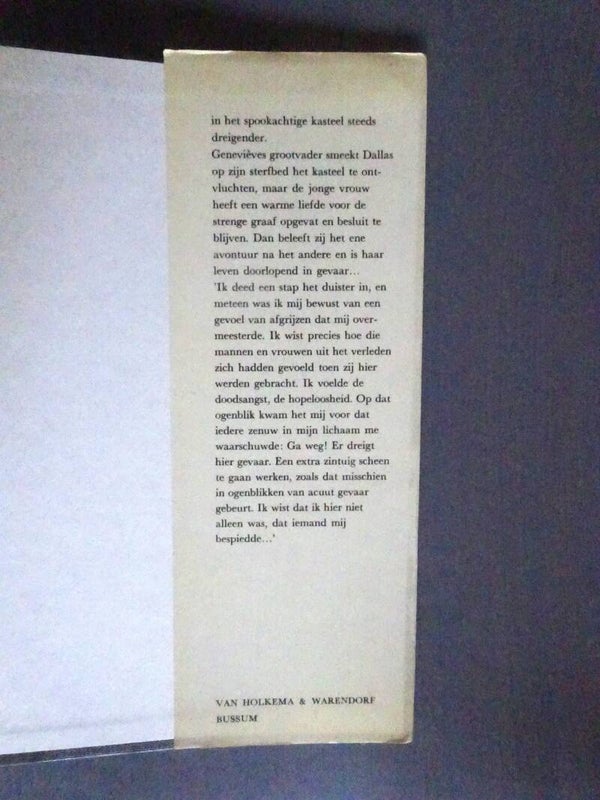 in het spookachtige kasteel steeds
dreigender.
Genevièves grootvader smeekt Dallas
op zijn sterfbed het kasteel te ont-
vluchten, maar de jonge vrouw
heeft een warme liefde voor de
strenge graaf opgevat en besluit te
blijven. Dan beleeft zij het ene
avontuur na het andere en is haar
leven doorlopend in gevaar...
'Ik deed een stap het duister in, en
meteen was ik mij bewust van een
gevoel van afgrijzen dat mij over-
meesterde. Ik wist precies hoe die
mannen en vrouwen uit het verleden
zich hadden gevoeld toen zij hier
werden gebracht. Ik voelde de
doodsangst, de hopeloosheid. Op dat
ogenblik kwam het mij voor dat
iedere zenuw in mijn lichaam me
waarschuwde: Ga weg! Er dreigt
hier gevaar. Een extra zintuig scheen
te gaan werken, zoals dat misschien
in ogenblikken van acuut gevaar
gebeurt. Ik wist dat ik hier niet
alleen was, dat iemand mij
bespiedde...'
VAN HOLKEMA & WARENDORF
BUSSUM